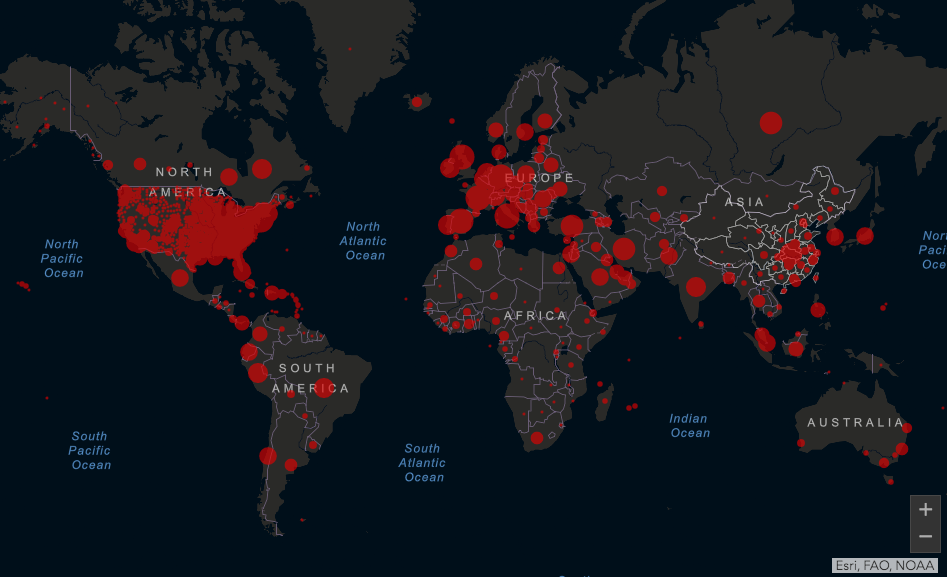 NORTH
AMERICA
EUROPE
ASIA
North
Pacific
Ocean
North
Atlantic
Ocean
Nor
Paci
Oce
AFRICA
SOUTH
AMERICA
South
Pacific
Ocean
South
Atlantic
Ocean
Indian
Ocean
AUSTRALIA
+
−
Esri, FAO, NOAA